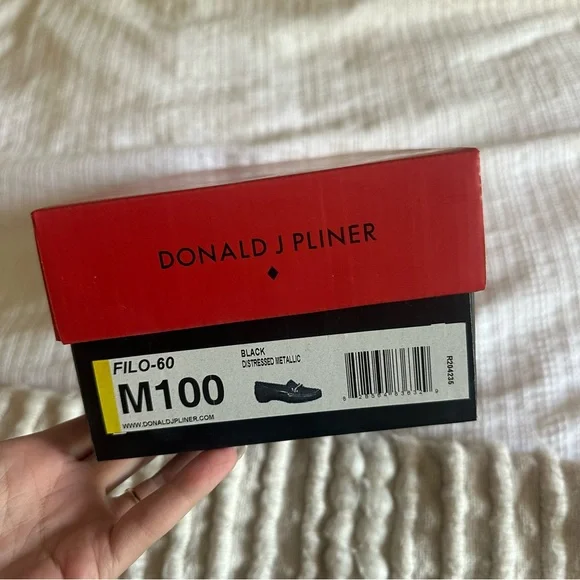 DONALD J PLINER
FILO-60
BLACK
DISTRESSED METALLIC
M100
WWW.DONALDJPLINER.COM
R204235